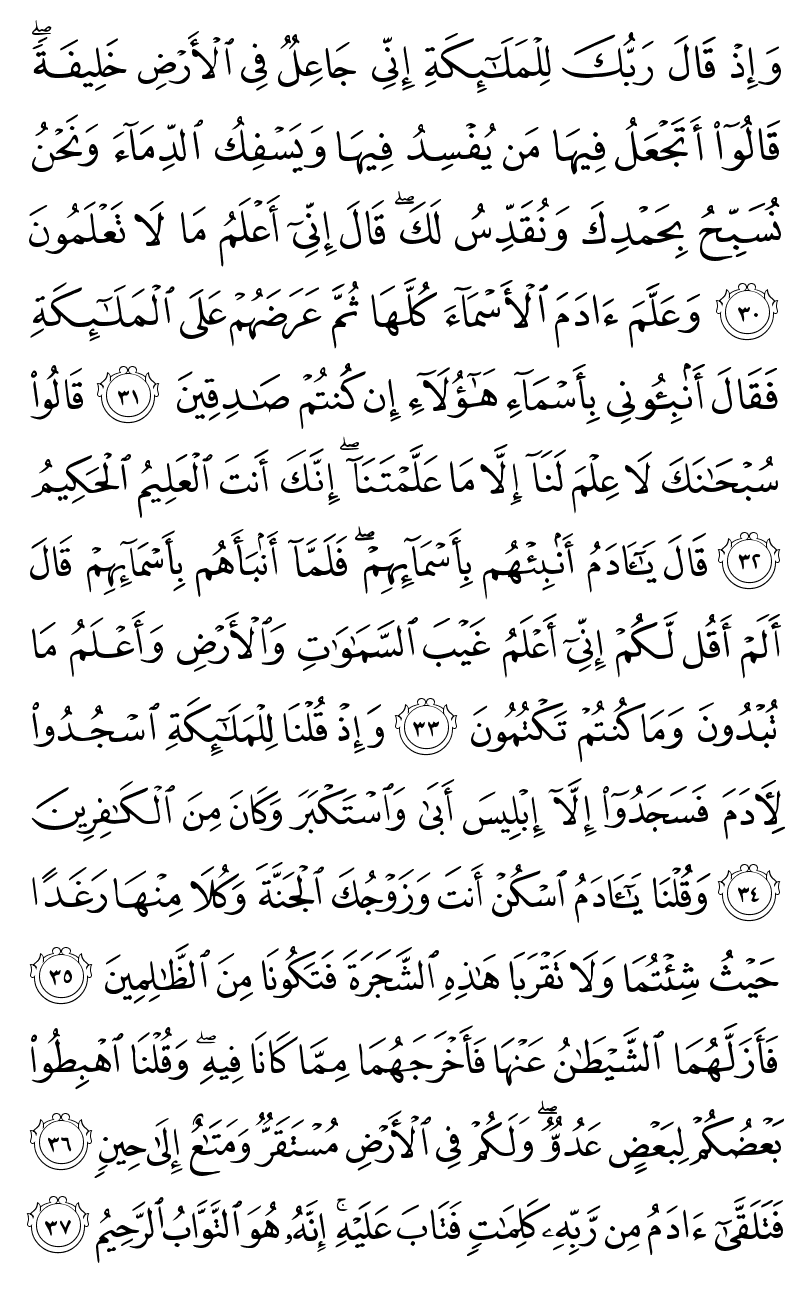 وَإِذۡ قَالَ رَبُّكَ لِلۡمَلَـٰٓئِكَةِ إِنِّي جَاعِلٞ فِي ٱلۡأَرۡضِ خَلِيفَةٗۖ
قَالُوٓاْ أَتَجۡعَلُ فِيهَا مَن يُفۡسِدُ فِيهَا وَيَسۡفِكُ ٱلدِّمَآءَ وَنَحۡنُ
نُسَبِّحُ بِحَمۡدِكَ وَنُقَدِّسُ لَكَۖ قَالَ إِنِّيٓ أَعۡلَمُ مَا لَا تَعۡلَمُونَ
٣٠ وَعَلَّمَ ءَادَمَ ٱلۡأَسۡمَآءَ كُلَّهَا ثُمَّ عَرَضَهُمۡ عَلَى ٱلۡمَلَـٰٓئِكَةِ
فَقَالَ أَنۢبِـُٔونِي بِأَسۡمَآءِ هَـٰٓؤُلَآءِ إِن كُنتُمۡ صَٰدِقِينَ ٣١ قَالُواْ
سُبۡحَٰنَكَ لَا عِلۡمَ لَنَآ إِلَّا مَا عَلَّمۡتَنَآۖ إِنَّكَ أَنتَ ٱلۡعَلِيمُ ٱلۡحَكِيمُ
٣٢ قَالَ يَـٰٓـَٔادَمُ أَنۢبِئۡهُم بِأَسۡمَآئِهِمۡۖ فَلَمَّآ أَنۢبَأَهُم بِأَسۡمَآئِهِمۡ قَالَ
أَلَمۡ أَقُل لَّكُمۡ إِنِّيٓ أَعۡلَمُ غَيۡبَ ٱلسَّمَٰوَٰتِ وَٱلۡأَرۡضِ وَأَعۡلَمُ مَا
تُبۡدُونَ وَمَا كُنتُمۡ تَكۡتُمُونَ ٣٣ وَإِذۡ قُلۡنَا لِلۡمَلَـٰٓئِكَةِ ٱسۡجُدُواْ
لِأٓدَمَ فَسَجَدُوٓاْ إِلَّآ إِبۡلِيسَ أَبَىٰ وَٱسۡتَكۡبَرَ وَكَانَ مِنَ ٱلۡكَٰفِرِينَ
٣٤ وَقُلۡنَا يَـٰٓـَٔادَمُ ٱسۡكُنۡ أَنتَ وَزَوۡجُكَ ٱلۡجَنَّةَ وَكُلَا مِنۡهَا رَغَدًا
حَيۡثُ شِئۡتُمَا وَلَا تَقۡرَبَا هَٰذِهِ ٱلشَّجَرَةَ فَتَكُونَا مِنَ ٱلظَّـٰلِمِينَ ٣٥
فَأَزَلَّهُمَا ٱلشَّيۡطَٰنُ عَنۡهَا فَأَخۡرَجَهُمَا مِمَّا كَانَا فِيهِۖ وَقُلۡنَا ٱهۡبِطُواْ
بَعۡضُكُمۡ لِبَعۡضٍ عَدُوّٞۖ وَلَكُمۡ فِي ٱلۡأَرۡضِ مُسۡتَقَرّٞ وَمَتَٰعٌ إِلَىٰ حِينٖ ٣٦
فَتَلَقَّىٰٓ ءَادَمُ مِن رَّبِّهِۦ كَلِمَٰتٖ فَتَابَ عَلَيۡهِۚ إِنَّهُۥ هُوَ ٱلتَّوَّابُ ٱلرَّحِيمُ ٣٧